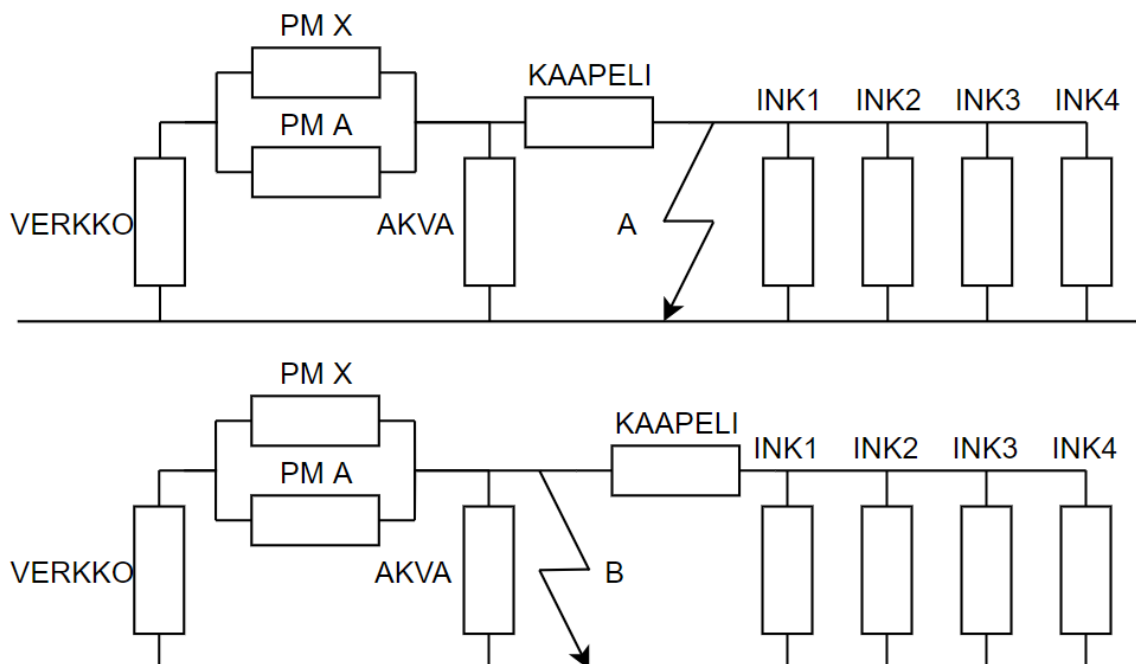 PM X
KAAPELI
INK1 INK2 INK3 INK4
PM A
VERKKO
AKVA
A
PM X
KAAPELI
INK1 INK2 INK3 INK4
PM A
VERKKO
AKVA
B